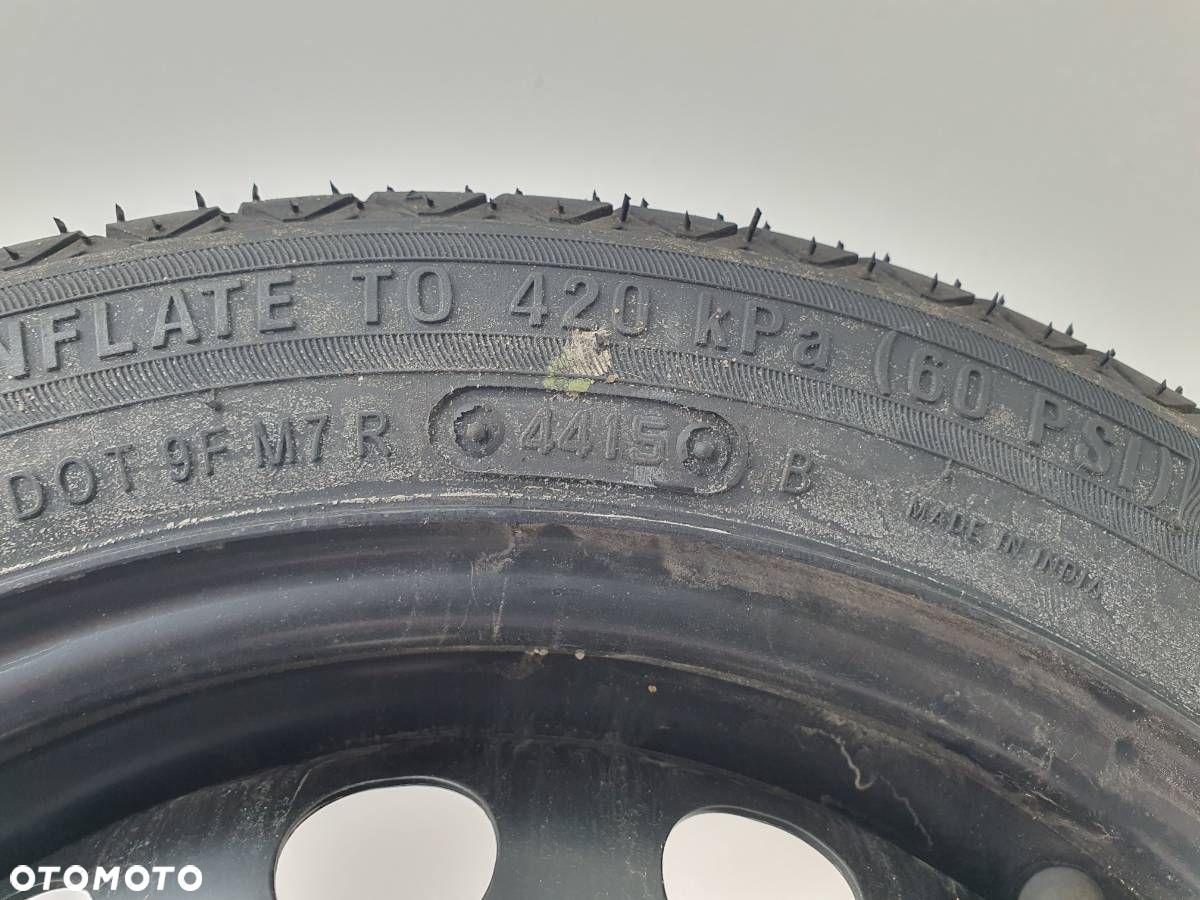 NFLATE TO 420 kPa (60 PSI)
DOT 9F M7 R 4415 B
MADE IN INDIA
OTOMOTO